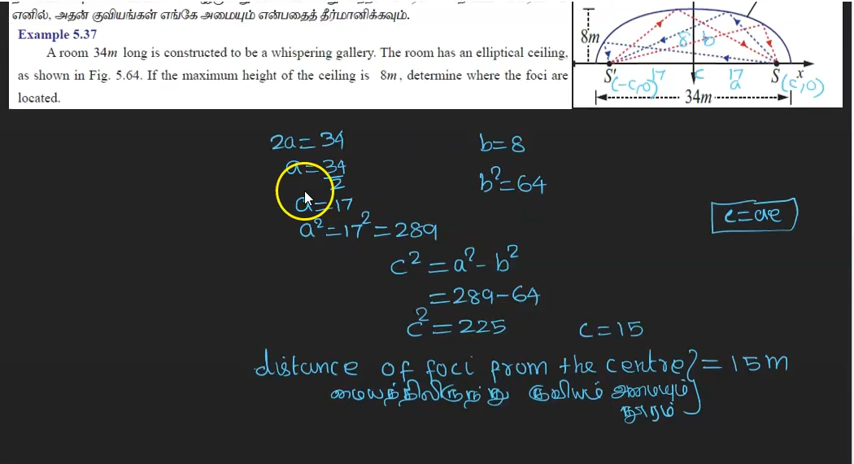 எனில், அதன் குவியங்கள் எங்கே அமையும் என்பதைத் தீர்மானிக்கவும்.
Example 5.37
A room 34m long is constructed to be a whispering gallery. The room has an elliptical ceiling,
as shown in Fig. 5.64. If the maximum height of the ceiling is 8m, determine where the foci are
located.
8m
8 b
S' 17 C 17 S x
(-c,0) a (c,0)
34m
2a = 34 b = 8
a = 34/2 b² = 64
a = 17 c = ae
a² = 17² = 289
c² = a² - b²
= 289 - 64
c² = 225 c = 15
distance of foci from the centre} = 15m
மையத்திலிருந்து குவியம் அமையும்
தூரம்